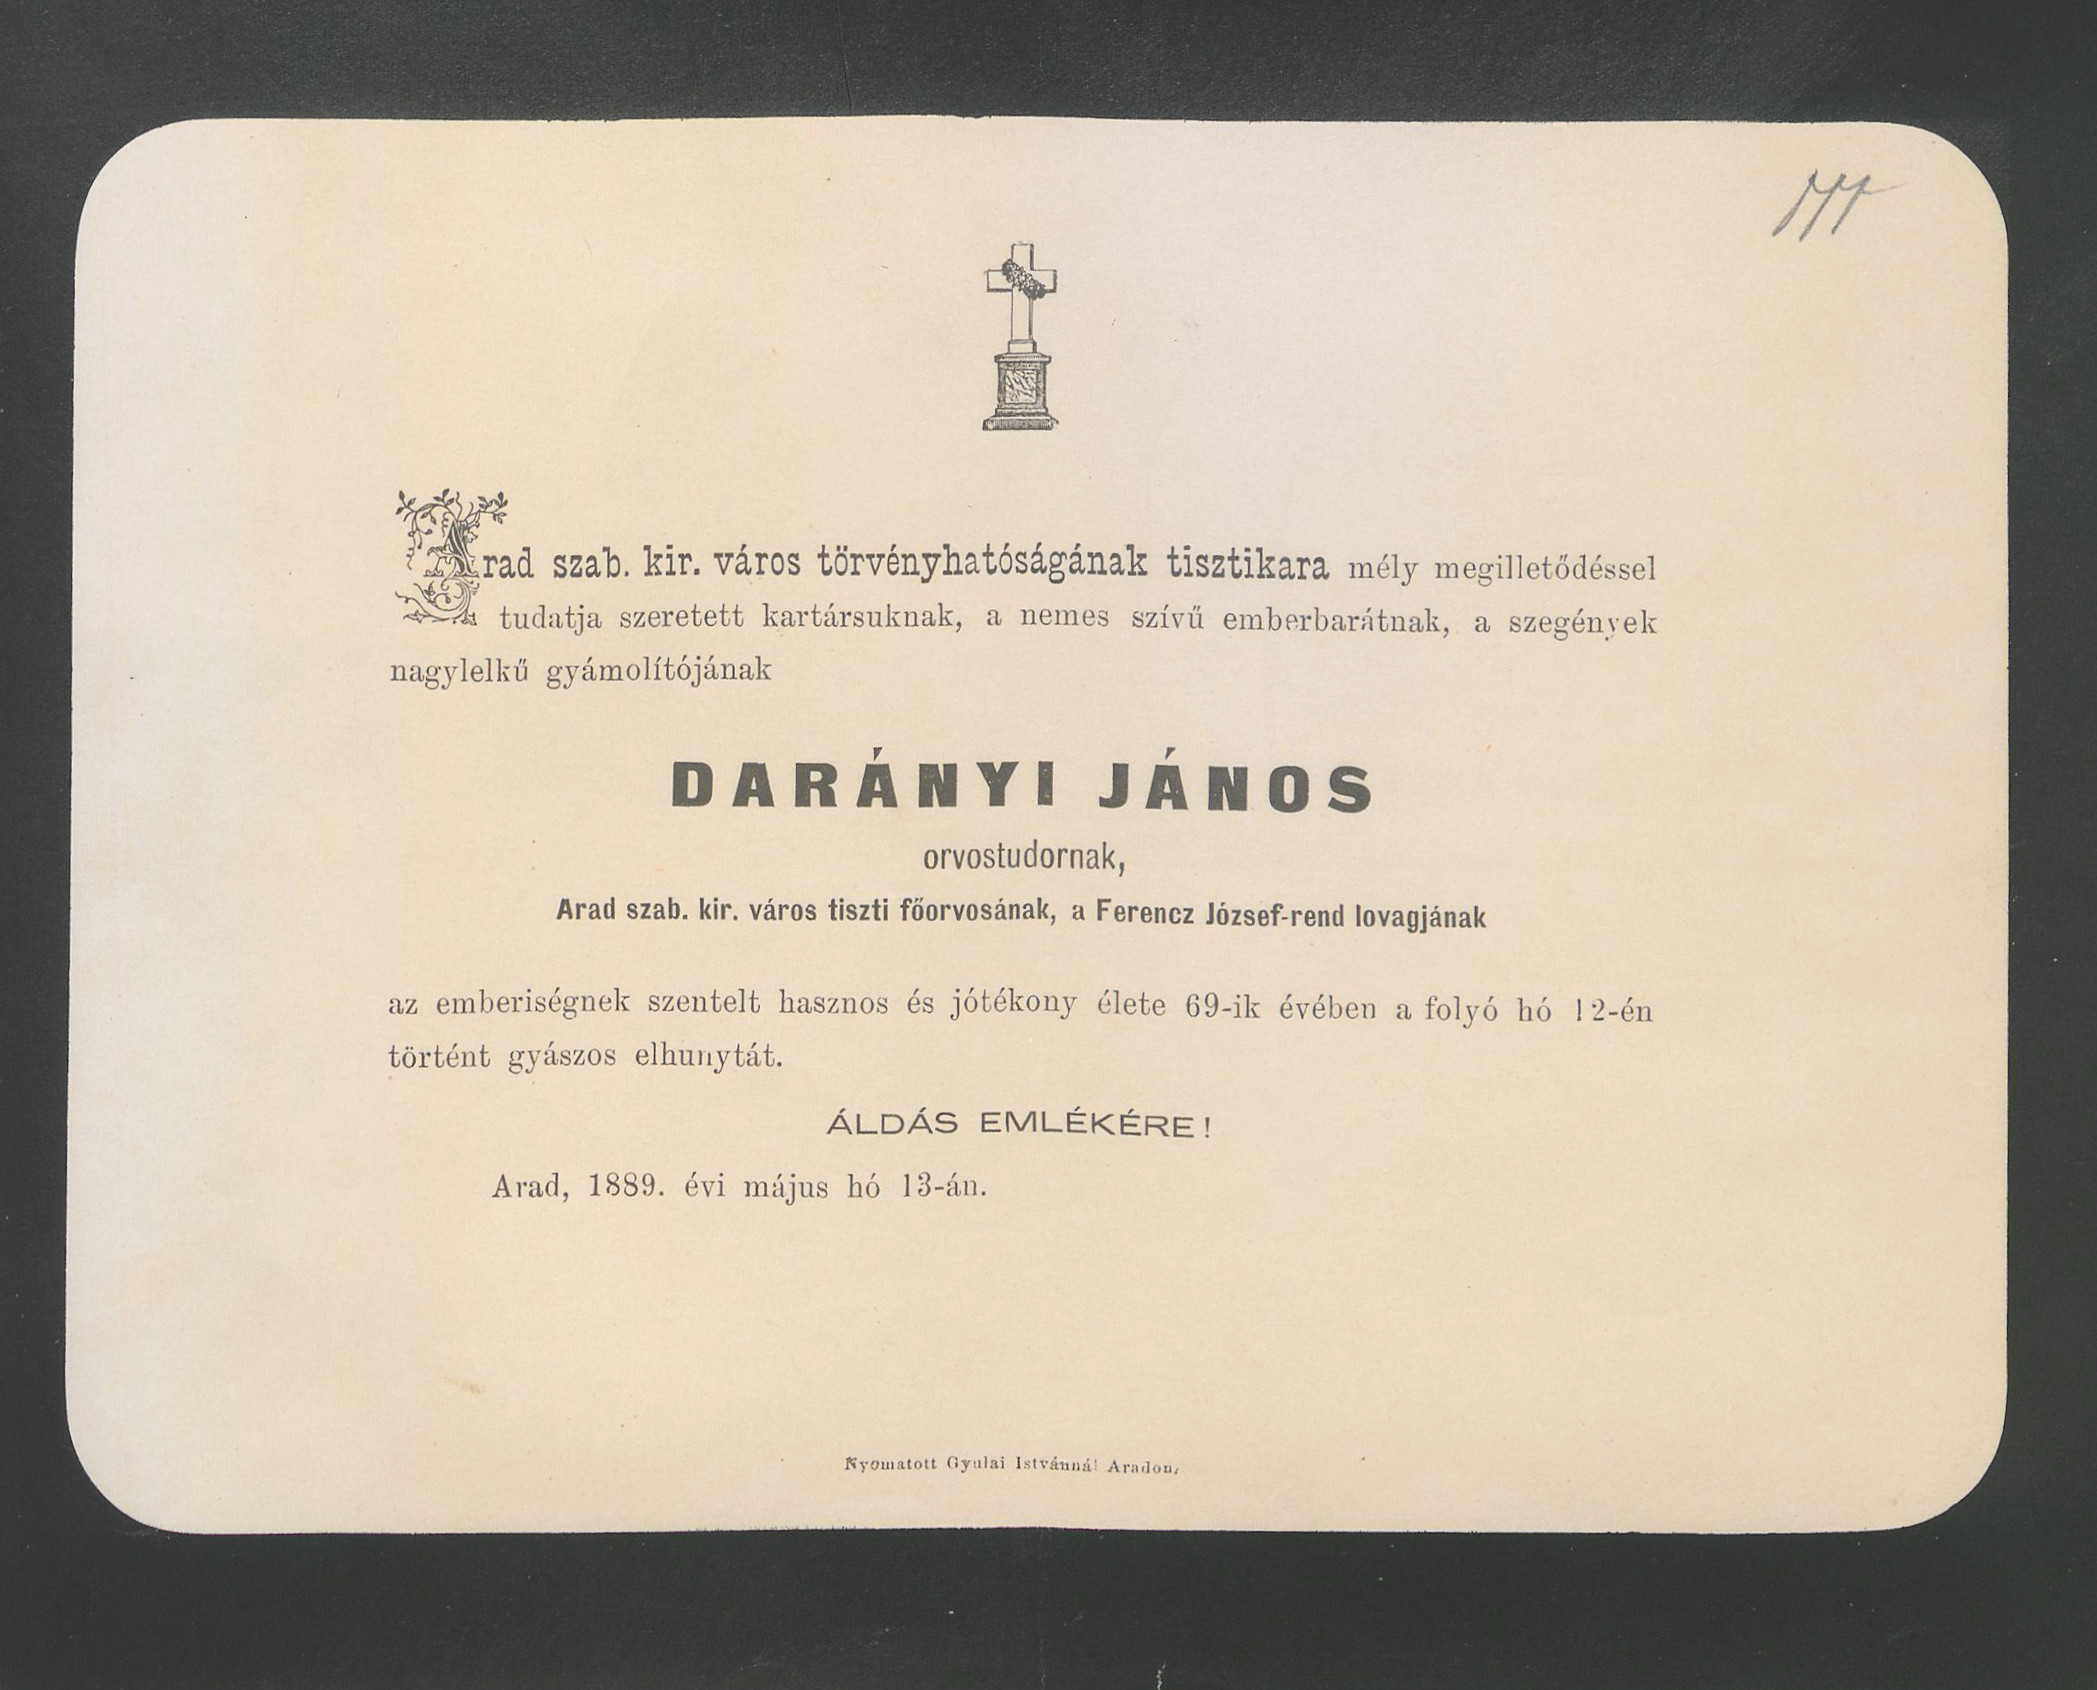 Arad szab. kir. város törvényhatóságának tisztikara mély megilletődéssel
tudatja szeretett kartársuknak, a nemes szívű emberbarátnak, a szegények
nagylelkű gyámolítójának
DARÁNYI JÁNOS
orvostudornak,
Arad szab. kir. város tiszti főorvosának, a Ferencz József-rend lovagjának
az emberiségnek szentelt hasznos és jótékony élete 69-ik évében a folyó hó 12-én
történt gyászos elhunytát.
ÁLDÁS EMLÉKÉRE!
Arad, 1889. évi május hó 13-án.
Nyomatott Gyulai Istvánnál Aradon.